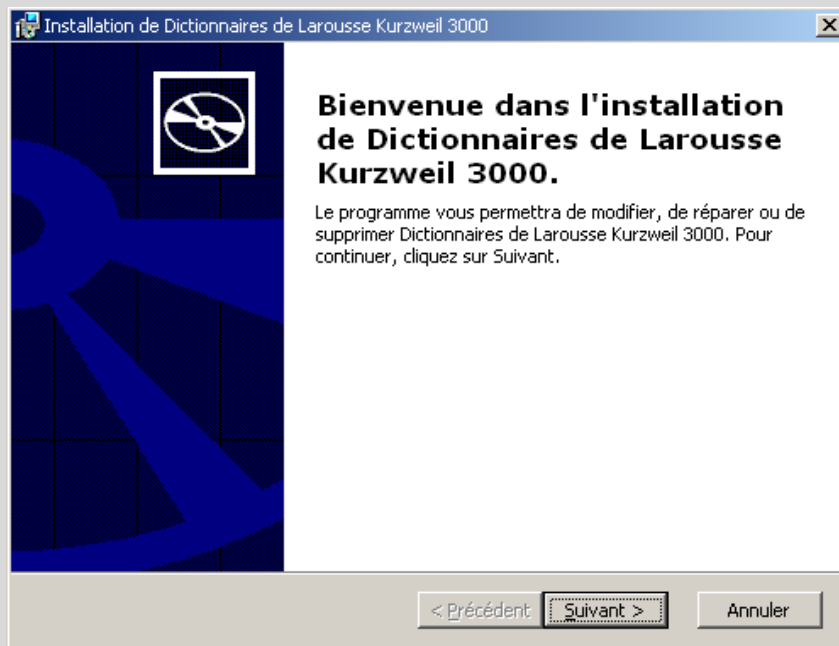 Installation de Dictionnaires de Larousse Kurzweil 3000
Bienvenue dans l'installation
de Dictionnaires de Larousse
Kurzweil 3000.
Le programme vous permettra de modifier, de réparer ou de
supprimer Dictionnaires de Larousse Kurzweil 3000. Pour
continuer, cliquez sur Suivant.
< Précédent Suivant > Annuler